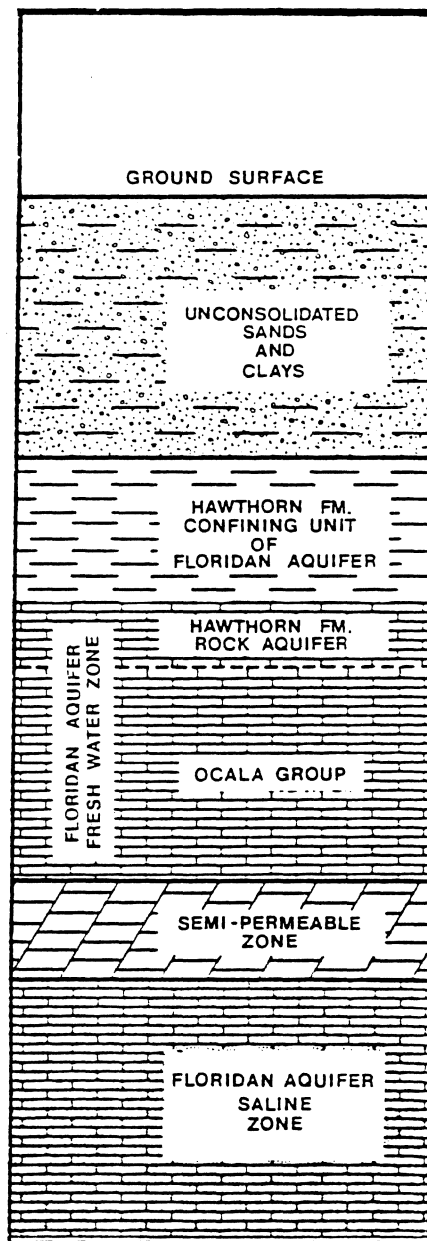 GROUND SURFACE
UNCONSOLIDATED
SANDS
AND
CLAYS
HAWTHORN FM.
CONFINING UNIT
OF
FLORIDAN AQUIFER
HAWTHORN FM.
ROCK AQUIFER
FLORIDAN AQUIFER
FRESH WATER ZONE
OCALA GROUP
SEMI-PERMEABLE
ZONE
FLORIDAN AQUIFER
SALINE
ZONE